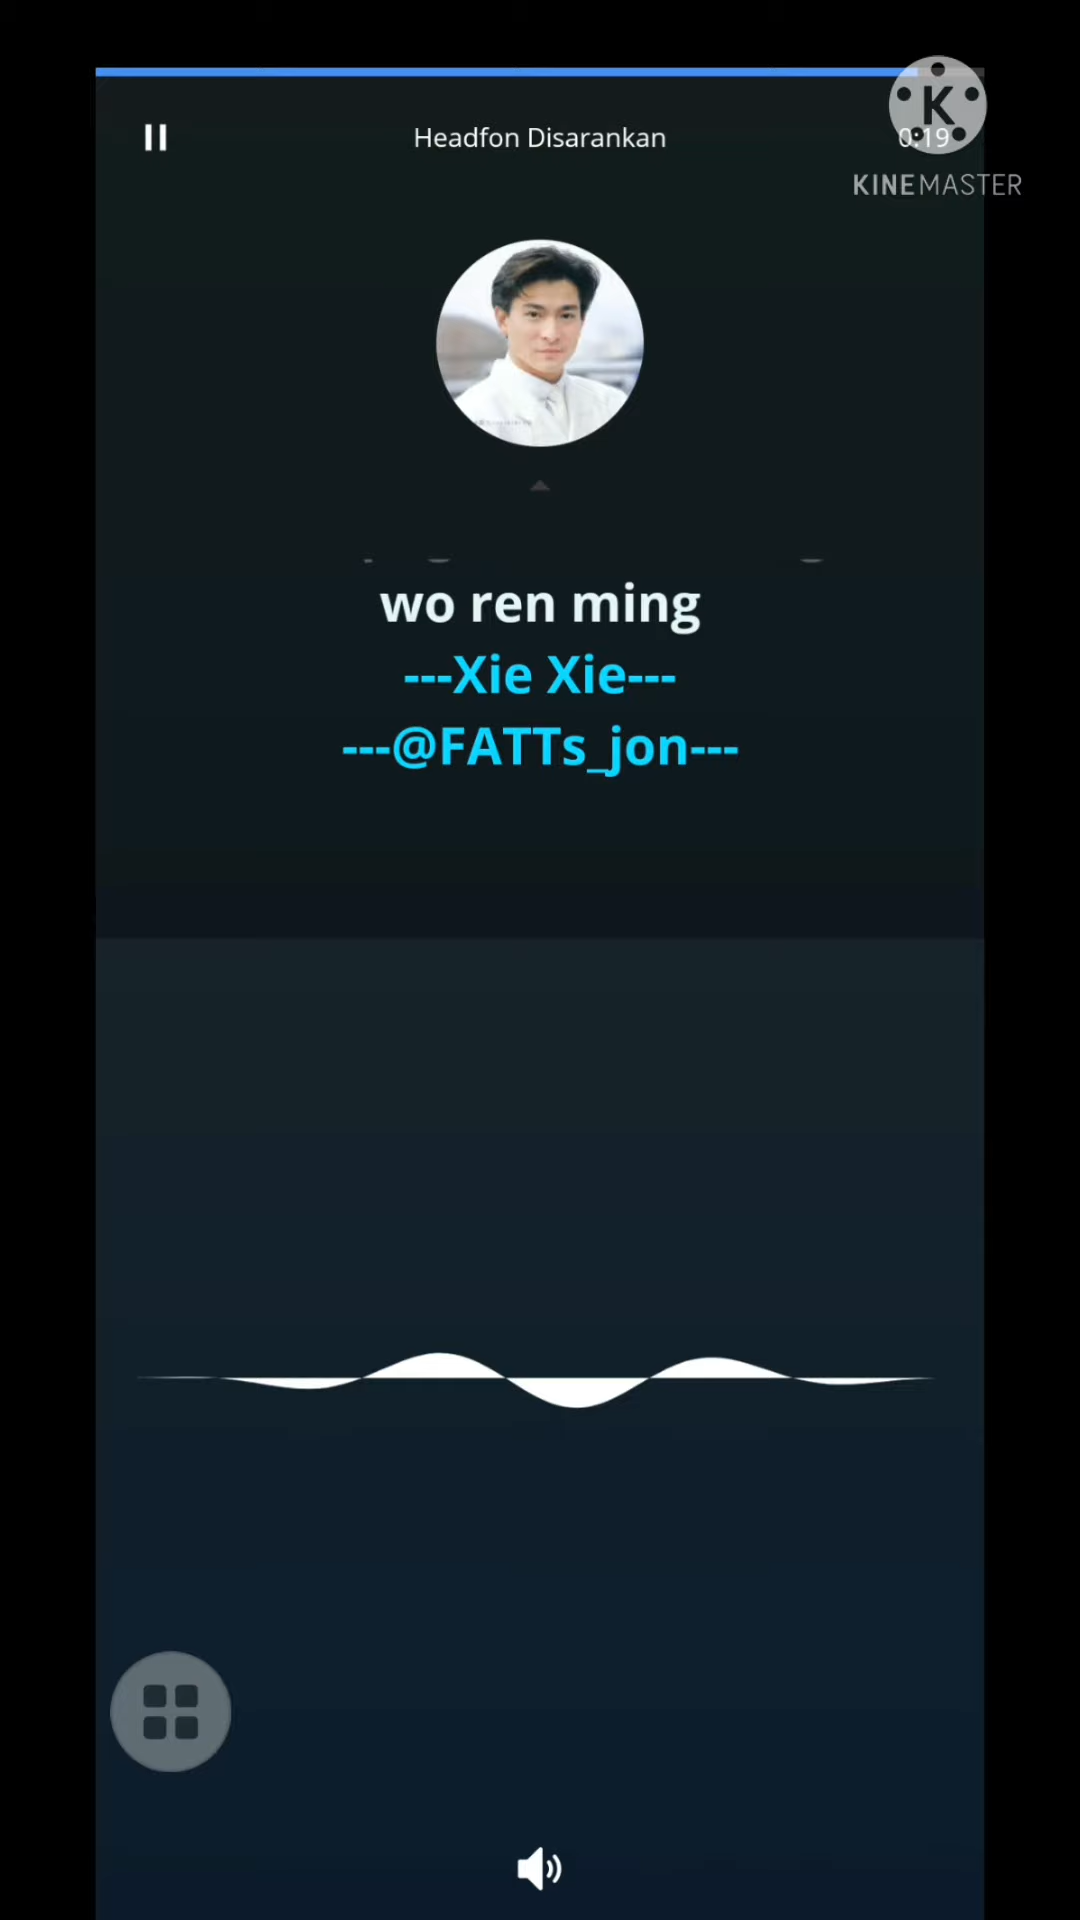 Headfon Disarankan
0:19
KINEMASTER
wo ren ming
---Xie Xie---
---@FATTs_jon---